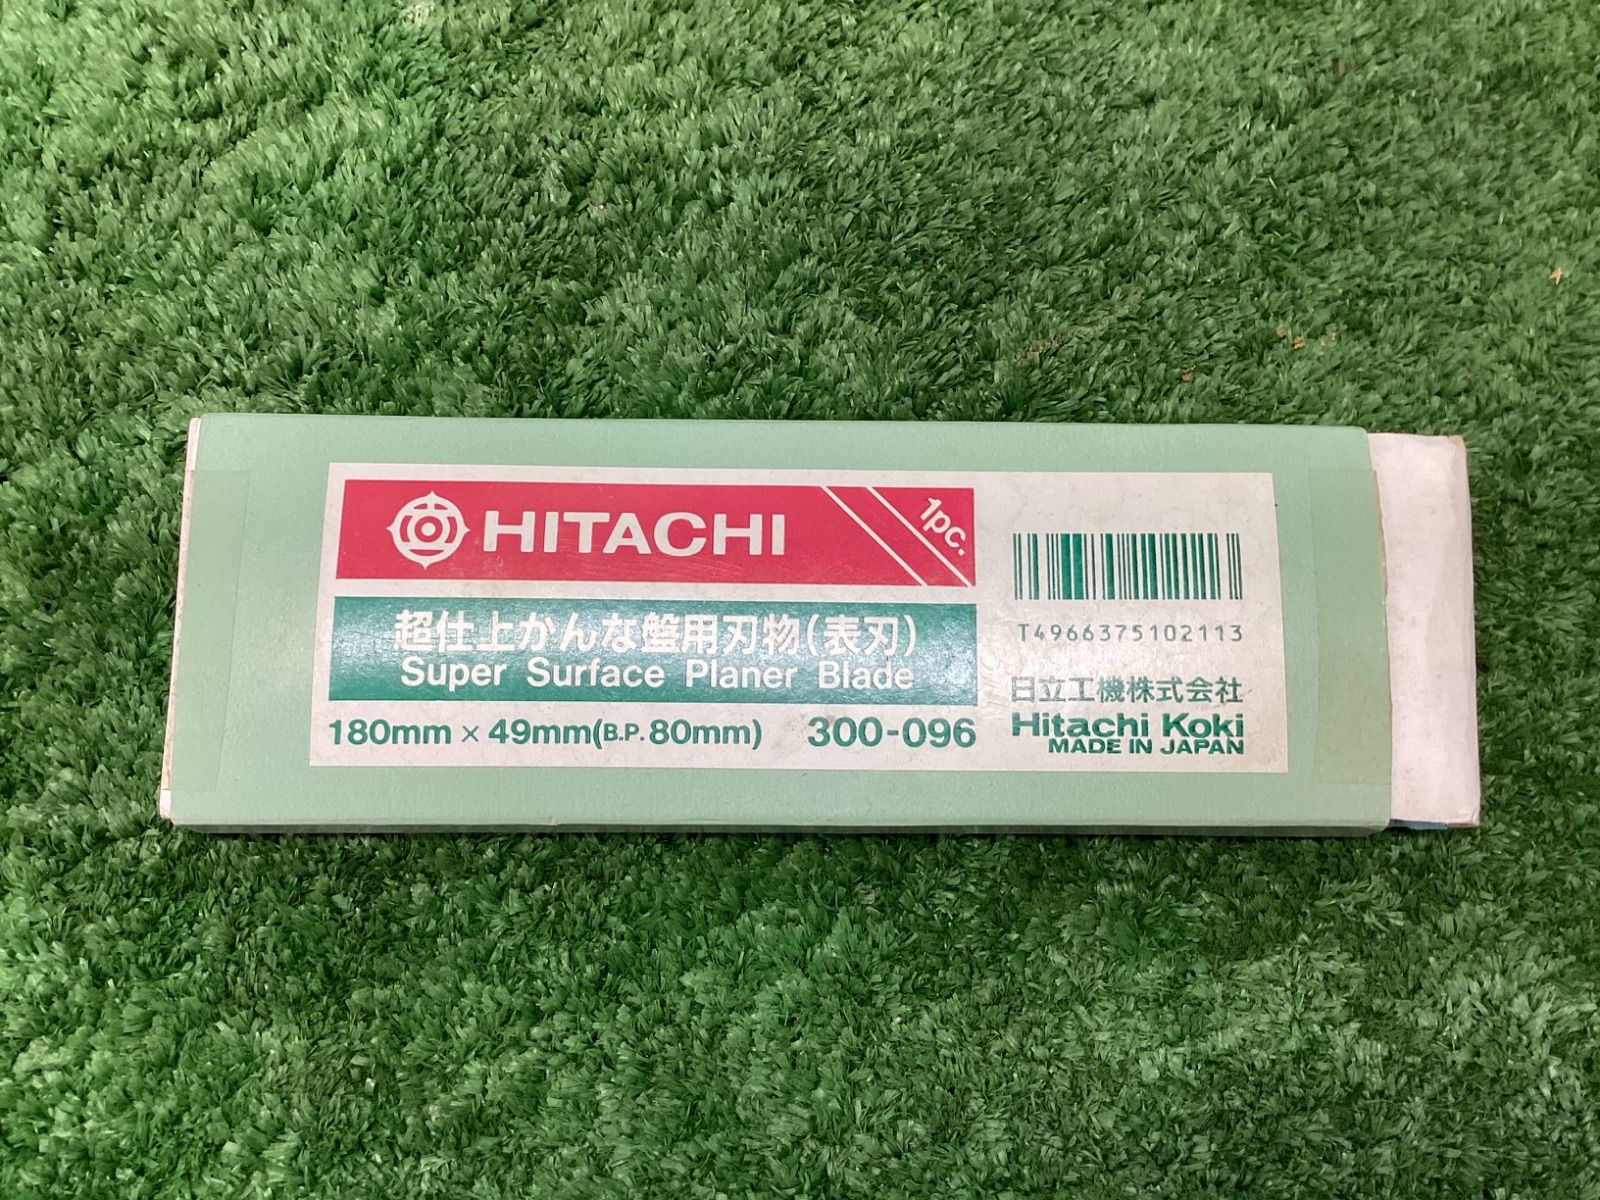 HITACHI
1pc.
超仕上かんな盤用刃物(表刃)
Super Surface Planer Blade
180mm × 49mm(B.P. 80mm) 300-096
T4966375102113
日立工機株式会社
Hitachi Koki
MADE IN JAPAN